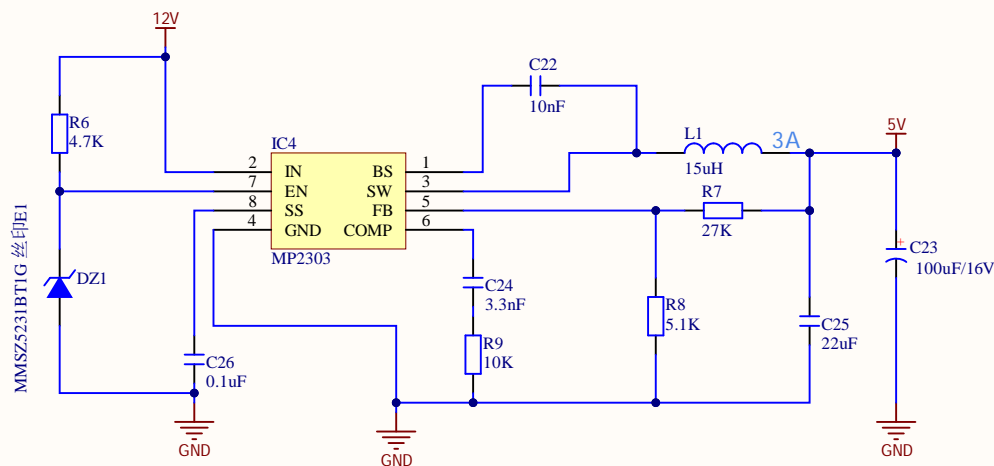 12V
C22
10nF
R6
4.7K
IC4
2 IN BS 1
7 EN SW 3
8 SS FB 5
4 GND COMP 6
MP2303
L1
15uH
3A
5V
R7
27K
C23
100uF/16V
+
MMSZ5231BT1G 丝印E1
DZ1
C24
3.3nF
R8
5.1K
R9
10K
C25
22uF
C26
0.1uF
GND
GND
GND